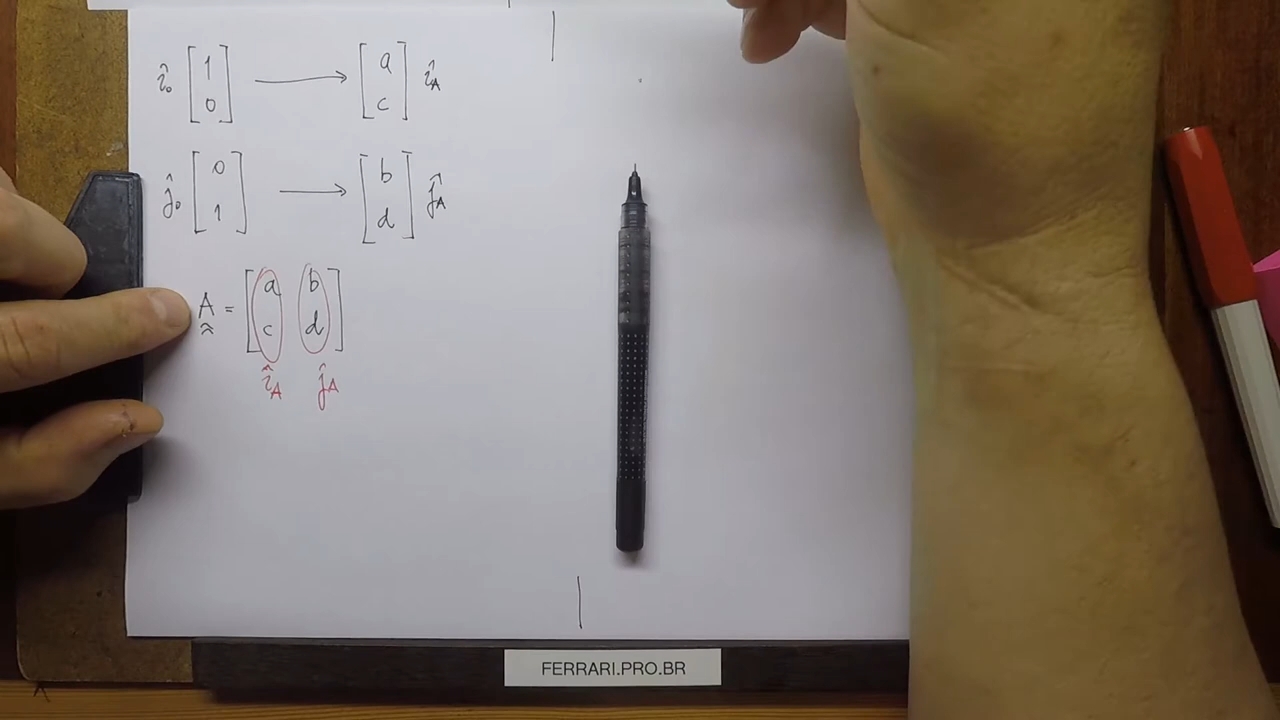 î₀ [1 0] → [a c] î_A
ĵ₀ [0 1] → [b d] ĵ_A
A = [a b
c d]
î_A ĵ_A
FERRARI.PRO.BR